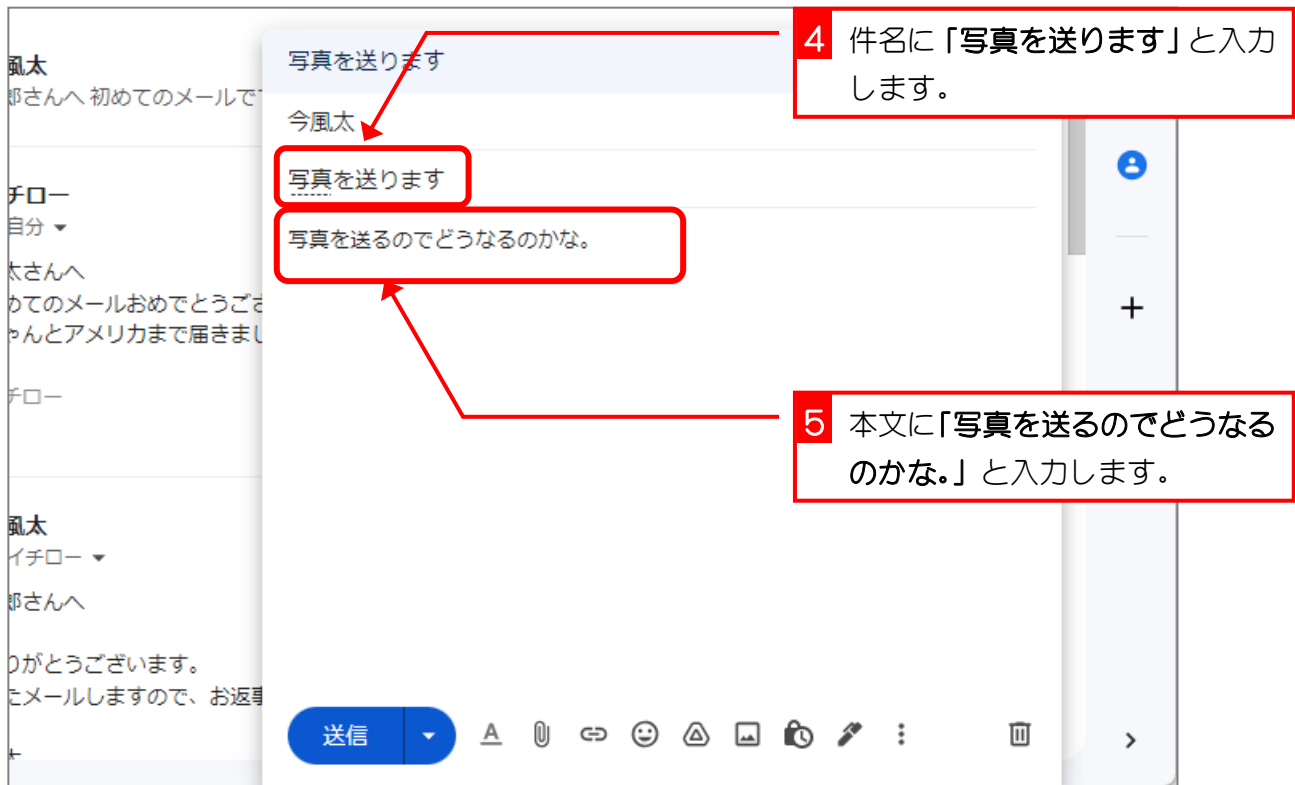 風太
郎さんへ 初めてのメールで
チロー
自分
太さんへ
めてのメールおめでとうござ
ゃんとアメリカまで届きまし
チロー
風太
イチロー
郎さんへ
りがとうございます。
たメールしますので、お返事
写真を送ります
今風太
写真を送ります
写真を送るのでどうなるのかな。
送信
4 件名に「写真を送ります」と入力
します。
5 本文に「写真を送るのでどうなる
のかな。」と入力します。